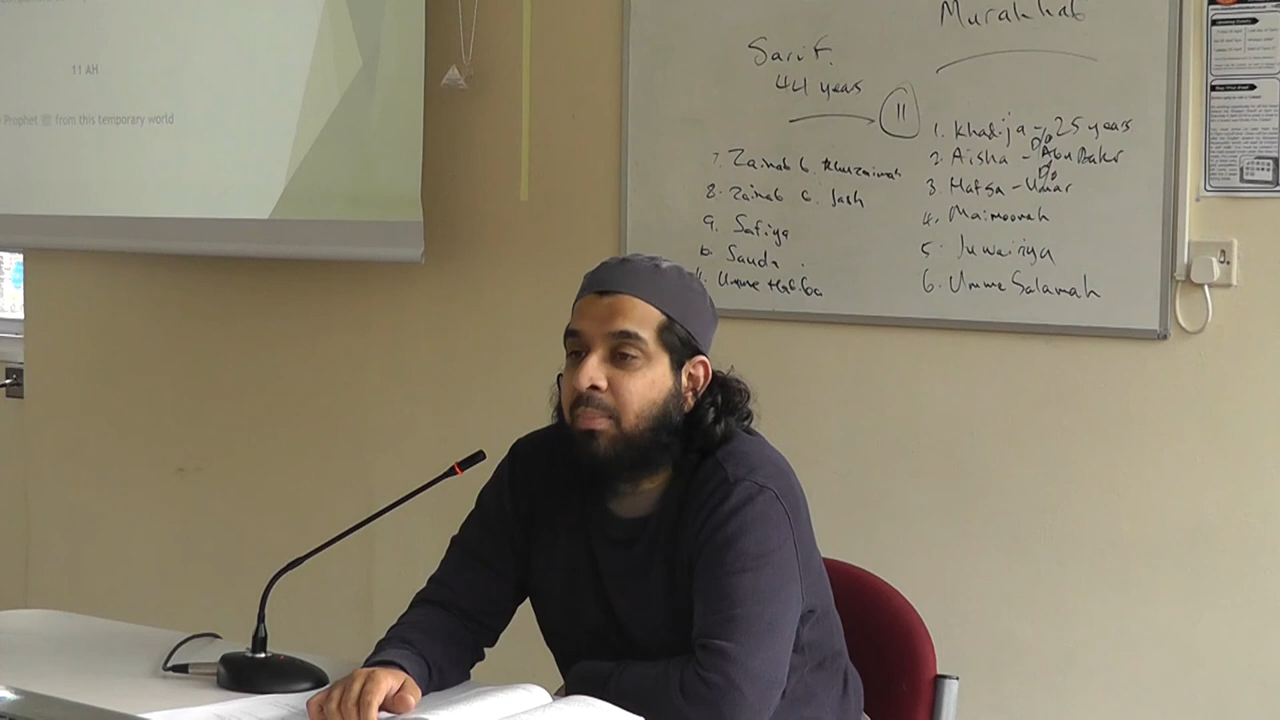 11 AH
Prophet ﷺ from this temporary world
Murakkab
Sarif.
44 years
11
1. Khadija - 25 years
2. Aisha - Abu Bakr
3. Hafsa - Umar
4. Maimoonah
5. Juwairiya
6. Umme Salamah
7. Zainab b. Khuzaimah
8. Zainab b. Jash
9. Safiya
10. Sauda.
11. Umme Habiba